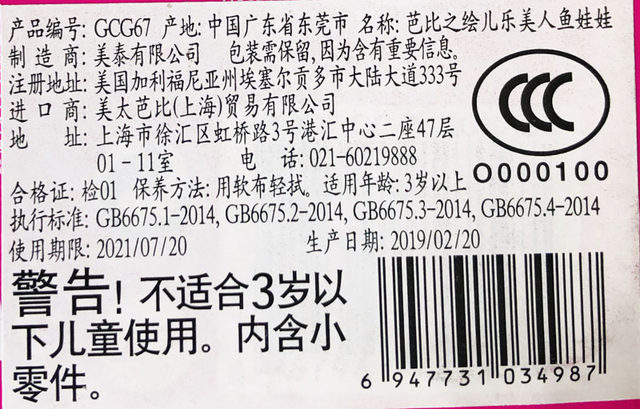 产品编号: GCG67 产地: 中国广东省东莞市 名称: 芭比之绘儿乐美人鱼娃娃
制造商: 美泰有限公司 包装需保留,因为含有重要信息。
注册地址: 美国加利福尼亚州埃塞尔贡多市大陆大道333号
进口商: 美太芭比(上海)贸易有限公司
地址: 上海市徐汇区虹桥路3号港汇中心二座47层
01-11室 电话: 021-60219888
CCC
O000100
合格证: 检01 保养方法: 用软布轻拭。适用年龄: 3岁以上
执行标准: GB6675.1-2014, GB6675.2-2014, GB6675.3-2014, GB6675.4-2014
使用期限: 2021/07/20 生产日期: 2019/02/20
警告! 不适合3岁以
下儿童使用。内含小
零件。
6 947731 034987